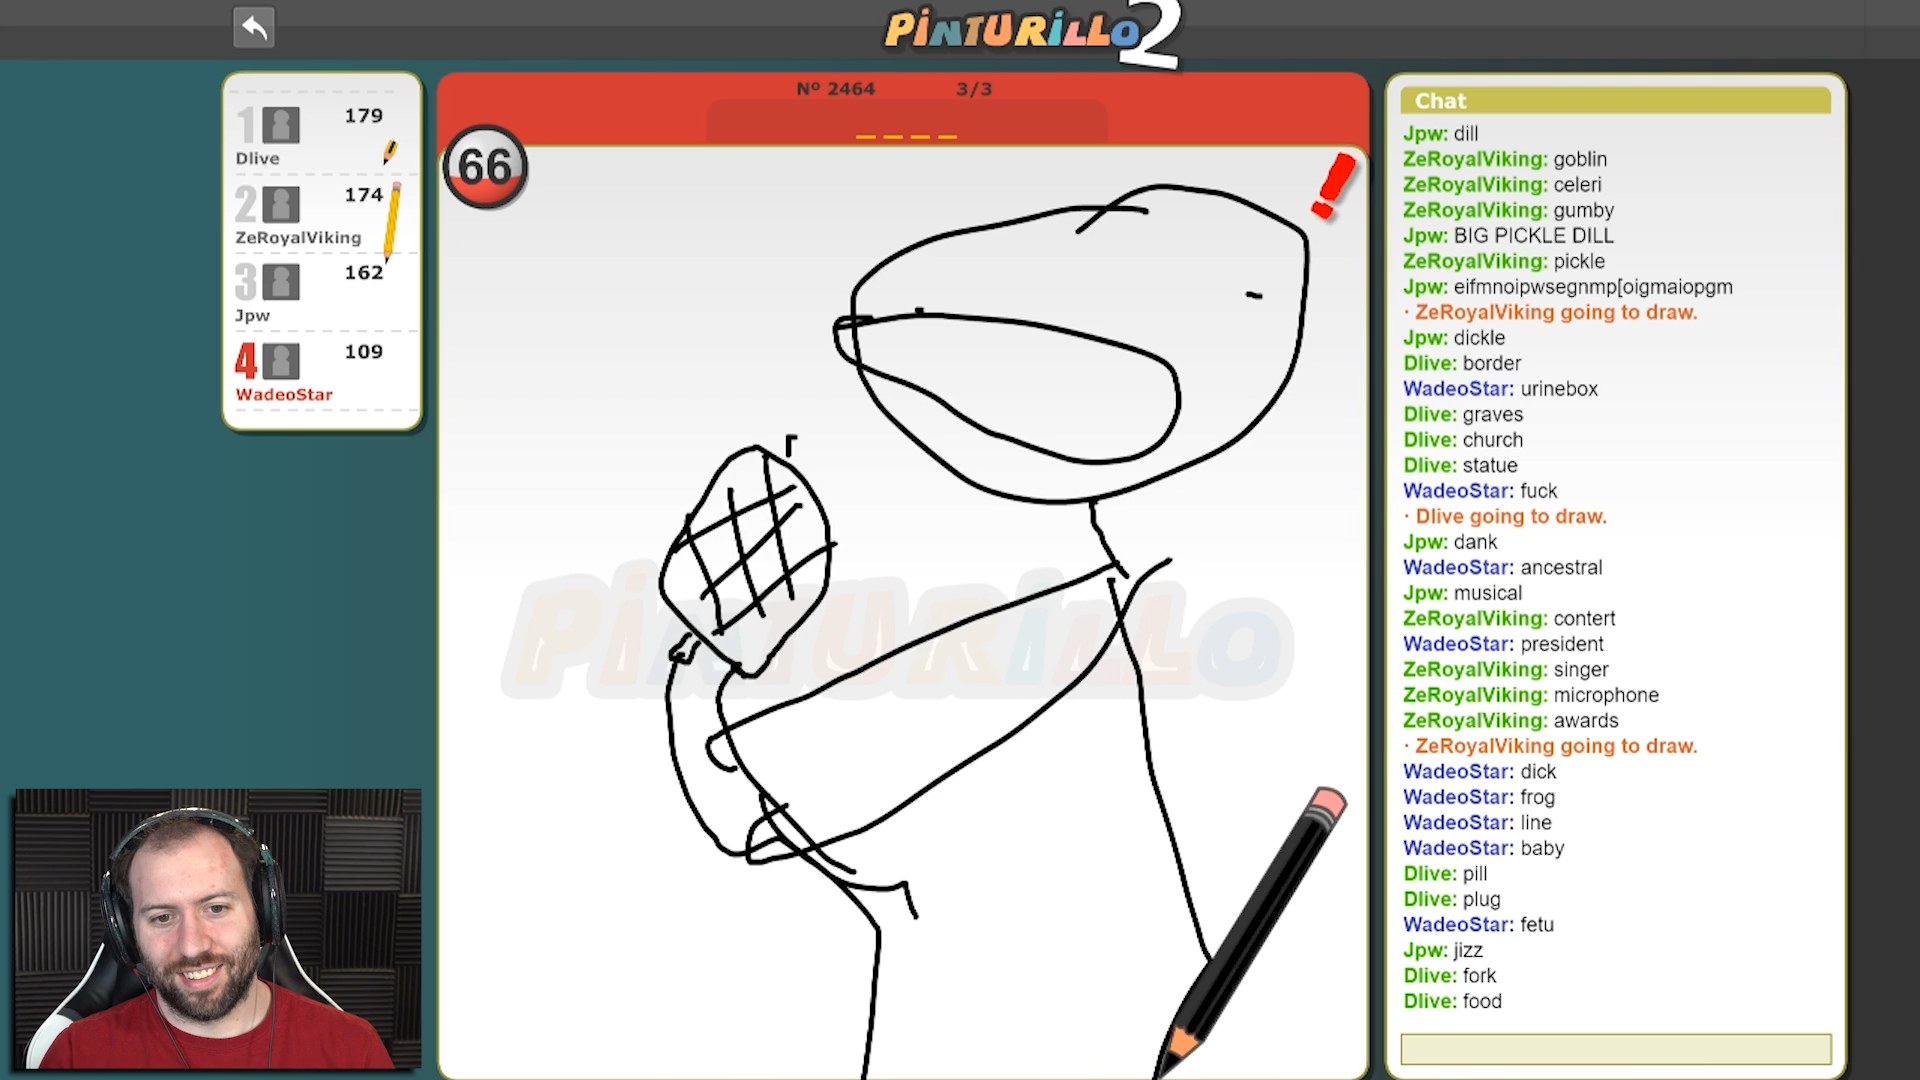 PINTURILLO 2
Nº 2464 3/3
_ _ _ _
66
1 179
Dlive
2 174
ZeRoyalViking
3 162
Jpw
4 109
WadeoStar
PINTURILLO
Chat
Jpw: dill
ZeRoyalViking: goblin
ZeRoyalViking: celeri
ZeRoyalViking: gumby
Jpw: BIG PICKLE DILL
ZeRoyalViking: pickle
Jpw: eifmnoipwsegnmp[oigmaiopgm
· ZeRoyalViking going to draw.
Jpw: dickle
Dlive: border
WadeoStar: urinebox
Dlive: graves
Dlive: church
Dlive: statue
WadeoStar: fuck
· Dlive going to draw.
Jpw: dank
WadeoStar: ancestral
Jpw: musical
ZeRoyalViking: contert
WadeoStar: president
ZeRoyalViking: singer
ZeRoyalViking: microphone
ZeRoyalViking: awards
· ZeRoyalViking going to draw.
WadeoStar: dick
WadeoStar: frog
WadeoStar: line
WadeoStar: baby
Dlive: pill
Dlive: plug
WadeoStar: fetu
Jpw: jizz
Dlive: fork
Dlive: food